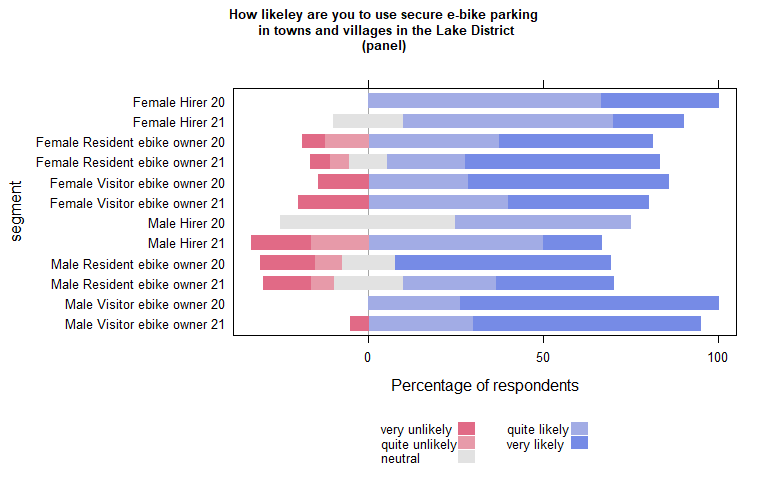 How likeley are you to use secure e-bike parking
in towns and villages in the Lake District
(panel)
segment
Female Hirer 20
Female Hirer 21
Female Resident ebike owner 20
Female Resident ebike owner 21
Female Visitor ebike owner 20
Female Visitor ebike owner 21
Male Hirer 20
Male Hirer 21
Male Resident ebike owner 20
Male Resident ebike owner 21
Male Visitor ebike owner 20
Male Visitor ebike owner 21
0 50 100
Percentage of respondents
very unlikely quite likely
quite unlikely very likely
neutral